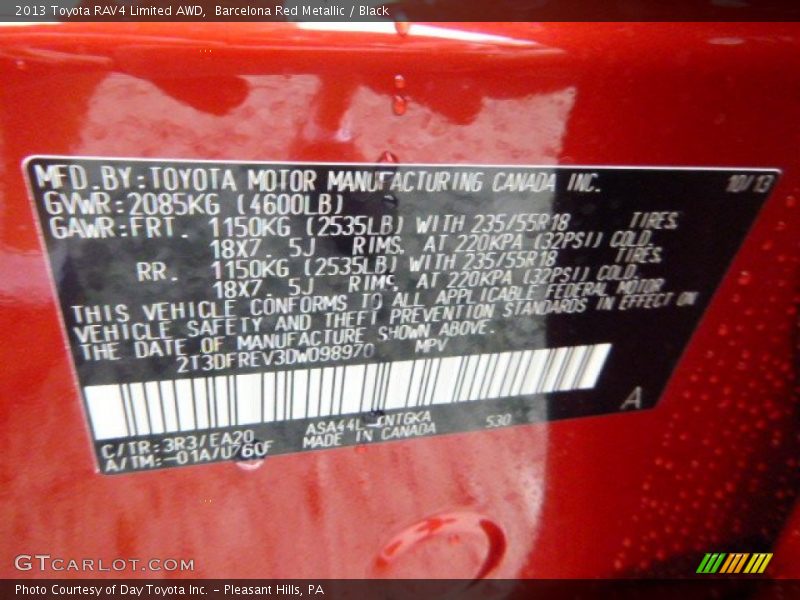 2013 Toyota RAV4 Limited AWD, Barcelona Red Metallic / Black
MFD.BY:TOYOTA MOTOR MANUFACTURING CANADA INC. 10/13
GVWR:2085KG (4600LB)
GAWR:FRT. 1150KG (2535LB) WITH 235/55R18 TIRES,
18X7.5J RIMS, AT 220KPA (32PSI) COLD.
RR. 1150KG (2535LB) WITH 235/55R18 TIRES,
18X7.5J RIMS, AT 220KPA (32PSI) COLD.
THIS VEHICLE CONFORMS TO ALL APPLICABLE FEDERAL MOTOR
VEHICLE SAFETY AND THEFT PREVENTION STANDARDS IN EFFECT ON
THE DATE OF MANUFACTURE SHOWN ABOVE.
2T3DFREV3DW098970 MPV
A
C/TR:3R3/EA20 ASA44L-CNTGKA 530
A/TM:-01A/0760F MADE IN CANADA
GTCARLOT.COM
Photo Courtesy of Day Toyota Inc. - Pleasant Hills, PA